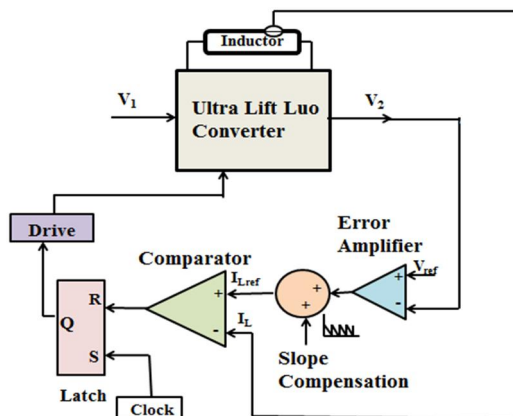 Inductor
V1
Ultra Lift Luo
Converter
V2
Drive
Error
Amplifier
Comparator
Vref
+
-
ILref
+
+
+
IL
-
R
Q
S
Slope
Compensation
Latch
Clock